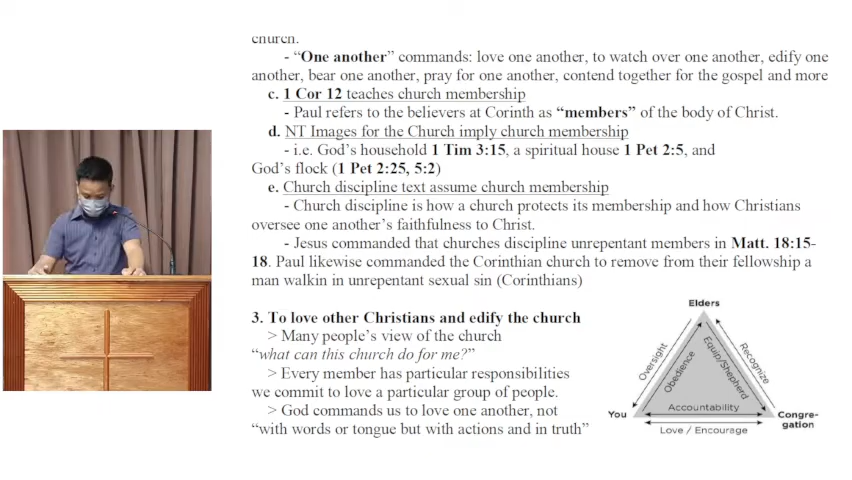 church.
- “One another” commands: love one another, to watch over one another, edify one
another, bear one another, pray for one another, contend together for the gospel and more
c. 1 Cor 12 teaches church membership
- Paul refers to the believers at Corinth as “members” of the body of Christ.
d. NT Images for the Church imply church membership
- i.e. God’s household 1 Tim 3:15, a spiritual house 1 Pet 2:5, and
God’s flock (1 Pet 2:25, 5:2)
e. Church discipline text assume church membership
- Church discipline is how a church protects its membership and how Christians
oversee one another’s faithfulness to Christ.
- Jesus commanded that churches discipline unrepentant members in Matt. 18:15-
18. Paul likewise commanded the Corinthian church to remove from their fellowship a
man walkin in unrepentant sexual sin (Corinthians)
3. To love other Christians and edify the church
> Many people’s view of the church
“what can this church do for me?”
> Every member has particular responsibilities
we commit to love a particular group of people.
> God commands us to love one another, not
“with words or tongue but with actions and in truth”
Elders
Oversight
Obedience
Equip/Shepherd
Recognize
Accountability
You
Congre-
gation
Love / Encourage